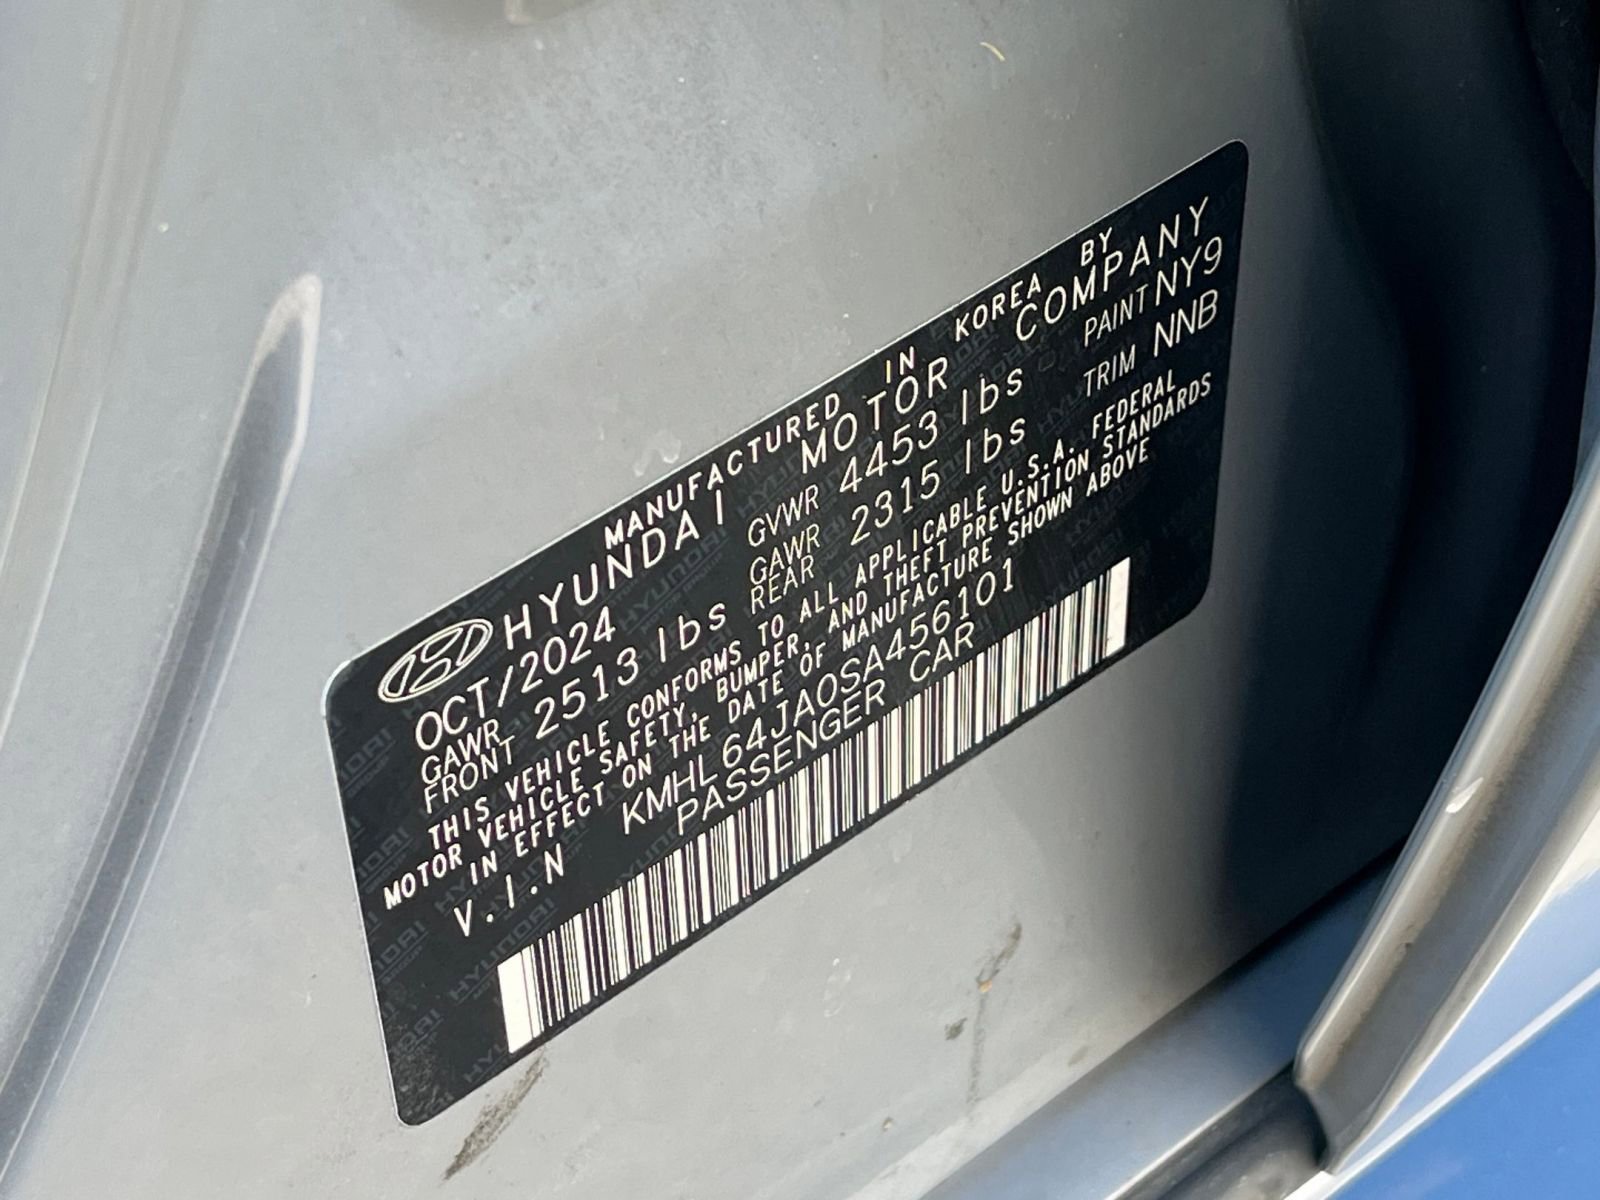 MANUFACTURED IN KOREA BY
HYUNDAI MOTOR COMPANY
OCT/2024 GVWR 4453 lbs PAINT NY9
GAWR FRONT 2513 lbs GAWR REAR 2315 lbs TRIM NNB
THIS VEHICLE CONFORMS TO ALL APPLICABLE U.S.A. FEDERAL
MOTOR VEHICLE SAFETY, BUMPER, AND THEFT PREVENTION STANDARDS
IN EFFECT ON THE DATE OF MANUFACTURE SHOWN ABOVE
V.I.N KMHL64JA0SA456101
PASSENGER CAR